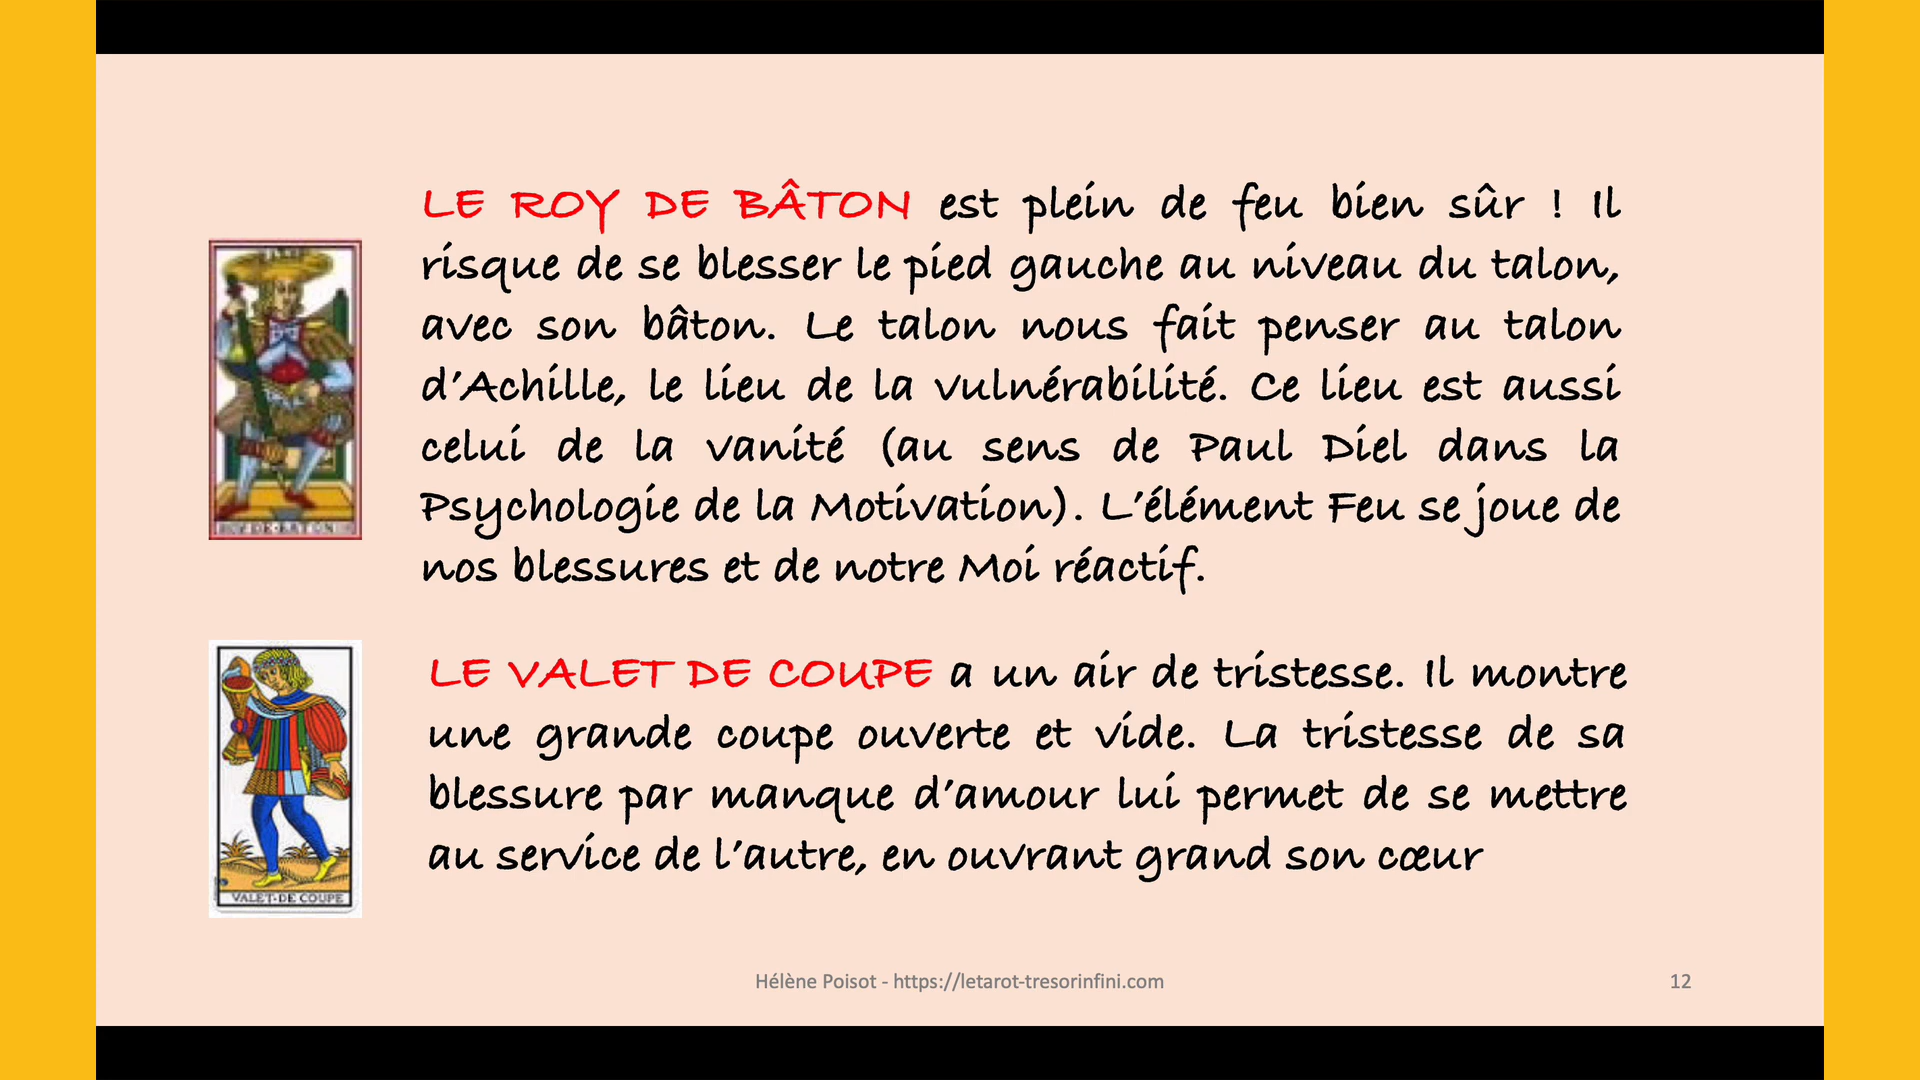 LE ROY DE BÂTON est plein de feu bien sûr ! Il
risque de se blesser le pied gauche au niveau du talon,
avec son bâton. Le talon nous fait penser au talon
d'Achille, le lieu de la vulnérabilité. Ce lieu est aussi
celui de la vanité (au sens de Paul Diel dans la
Psychologie de la Motivation). L'élément Feu se joue de
nos blessures et de notre Moi réactif.
ROY·DE·BATON
LE VALET DE COUPE a un air de tristesse. Il montre
une grande coupe ouverte et vide. La tristesse de sa
blessure par manque d'amour lui permet de se mettre
au service de l'autre, en ouvrant grand son cœur
VALET·DE COUPE
Hélène Poisot - https://letarot-tresorinfini.com
12